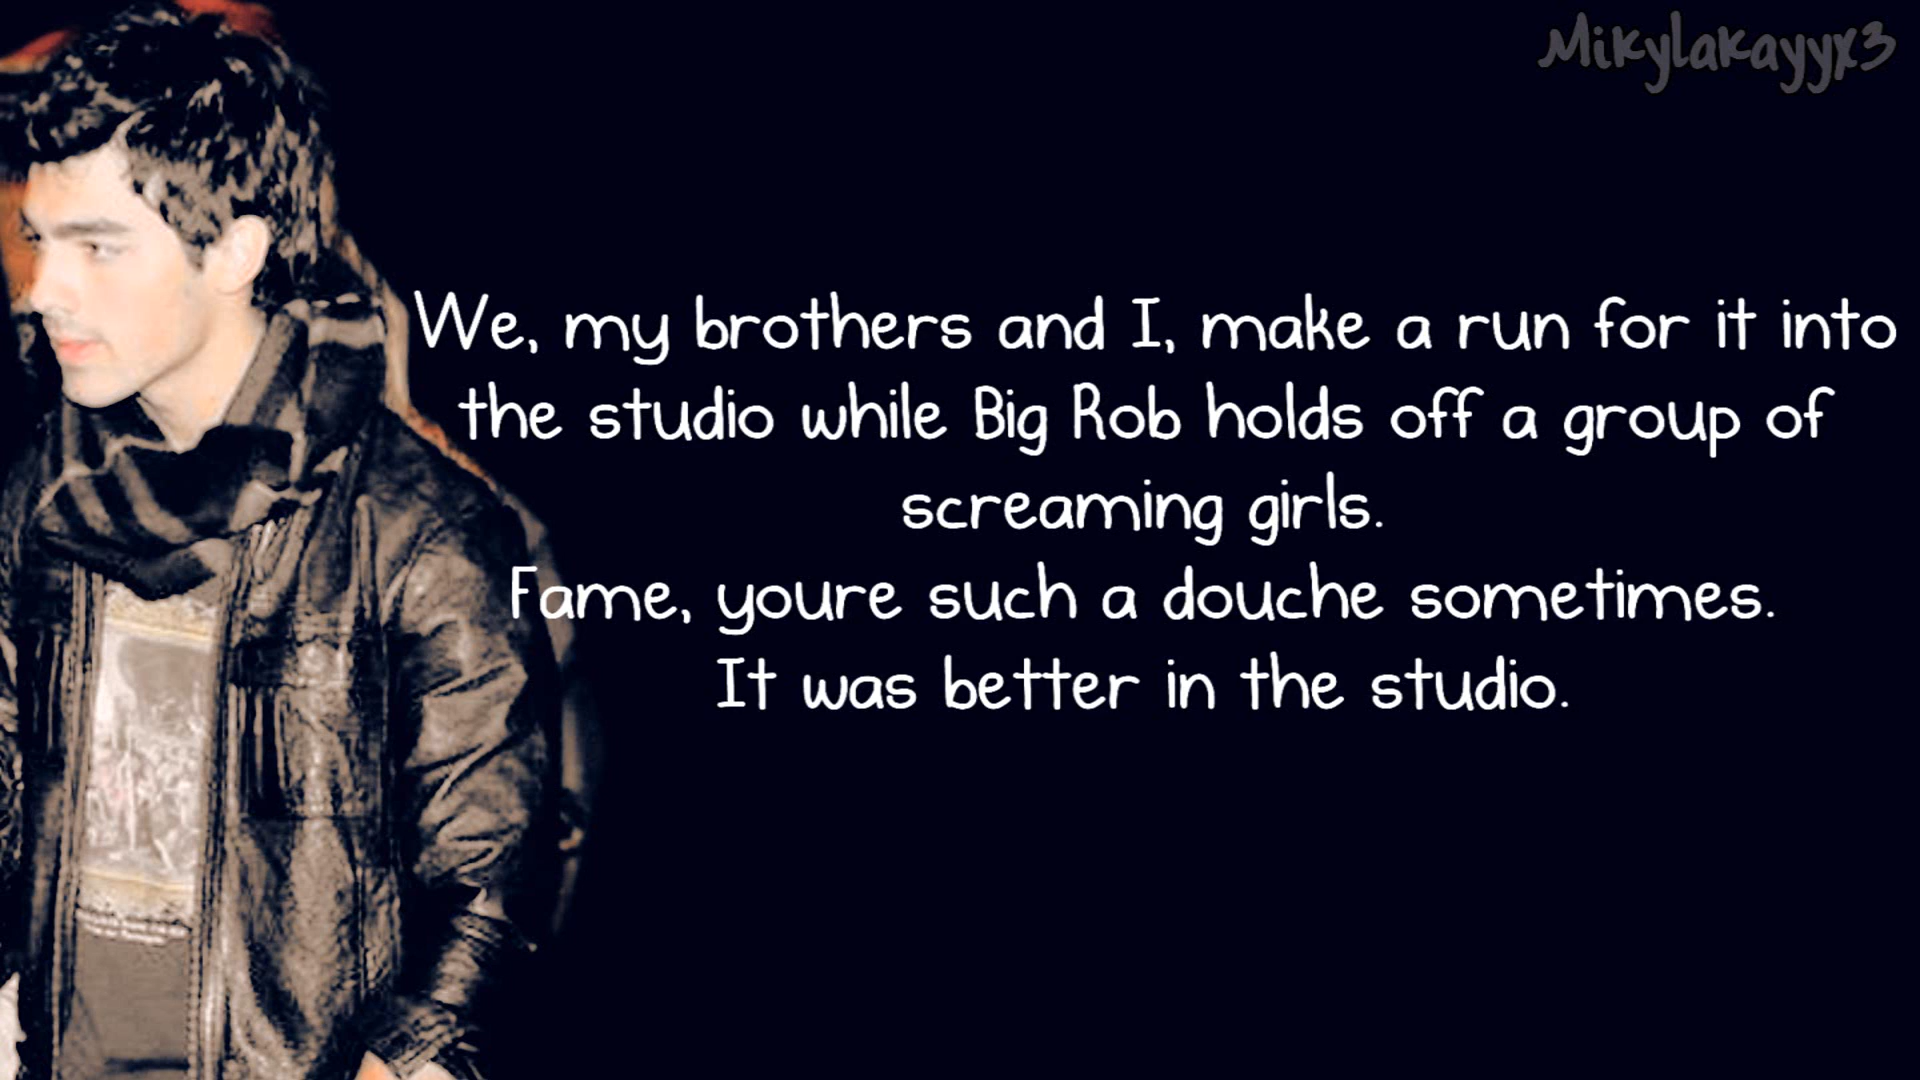 Mikylakayyx3
We, my brothers and I, make a run for it into
the studio while Big Rob holds off a group of
screaming girls.
Fame, youre such a douche sometimes.
It was better in the studio.